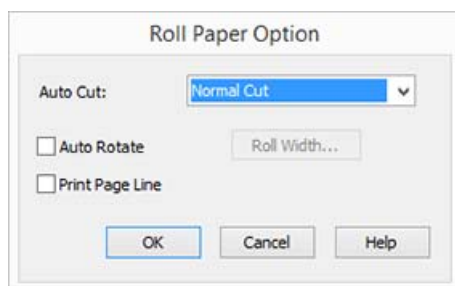 Roll Paper Option
Auto Cut: Normal Cut
Auto Rotate Roll Width...
Print Page Line
OK Cancel Help